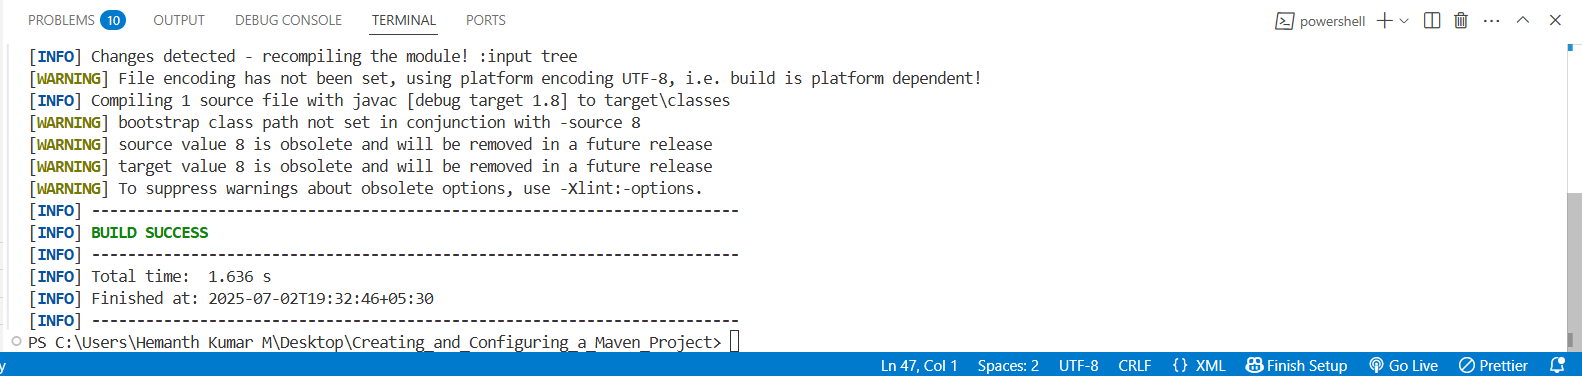 PROBLEMS 10 OUTPUT DEBUG CONSOLE TERMINAL PORTS powershell
[INFO] Changes detected - recompiling the module! :input tree
[WARNING] File encoding has not been set, using platform encoding UTF-8, i.e. build is platform dependent!
[INFO] Compiling 1 source file with javac [debug target 1.8] to target\classes
[WARNING] bootstrap class path not set in conjunction with -source 8
[WARNING] source value 8 is obsolete and will be removed in a future release
[WARNING] target value 8 is obsolete and will be removed in a future release
[WARNING] To suppress warnings about obsolete options, use -Xlint:-options.
[INFO] ------------------------------------------------------------------------
[INFO] BUILD SUCCESS
[INFO] ------------------------------------------------------------------------
[INFO] Total time:  1.636 s
[INFO] Finished at: 2025-07-02T19:32:46+05:30
[INFO] ------------------------------------------------------------------------
PS C:\Users\Hemanth Kumar M\Desktop\Creating_and_Configuring_a_Maven_Project>
Ln 47, Col 1 Spaces: 2 UTF-8 CRLF {} XML Finish Setup Go Live Prettier